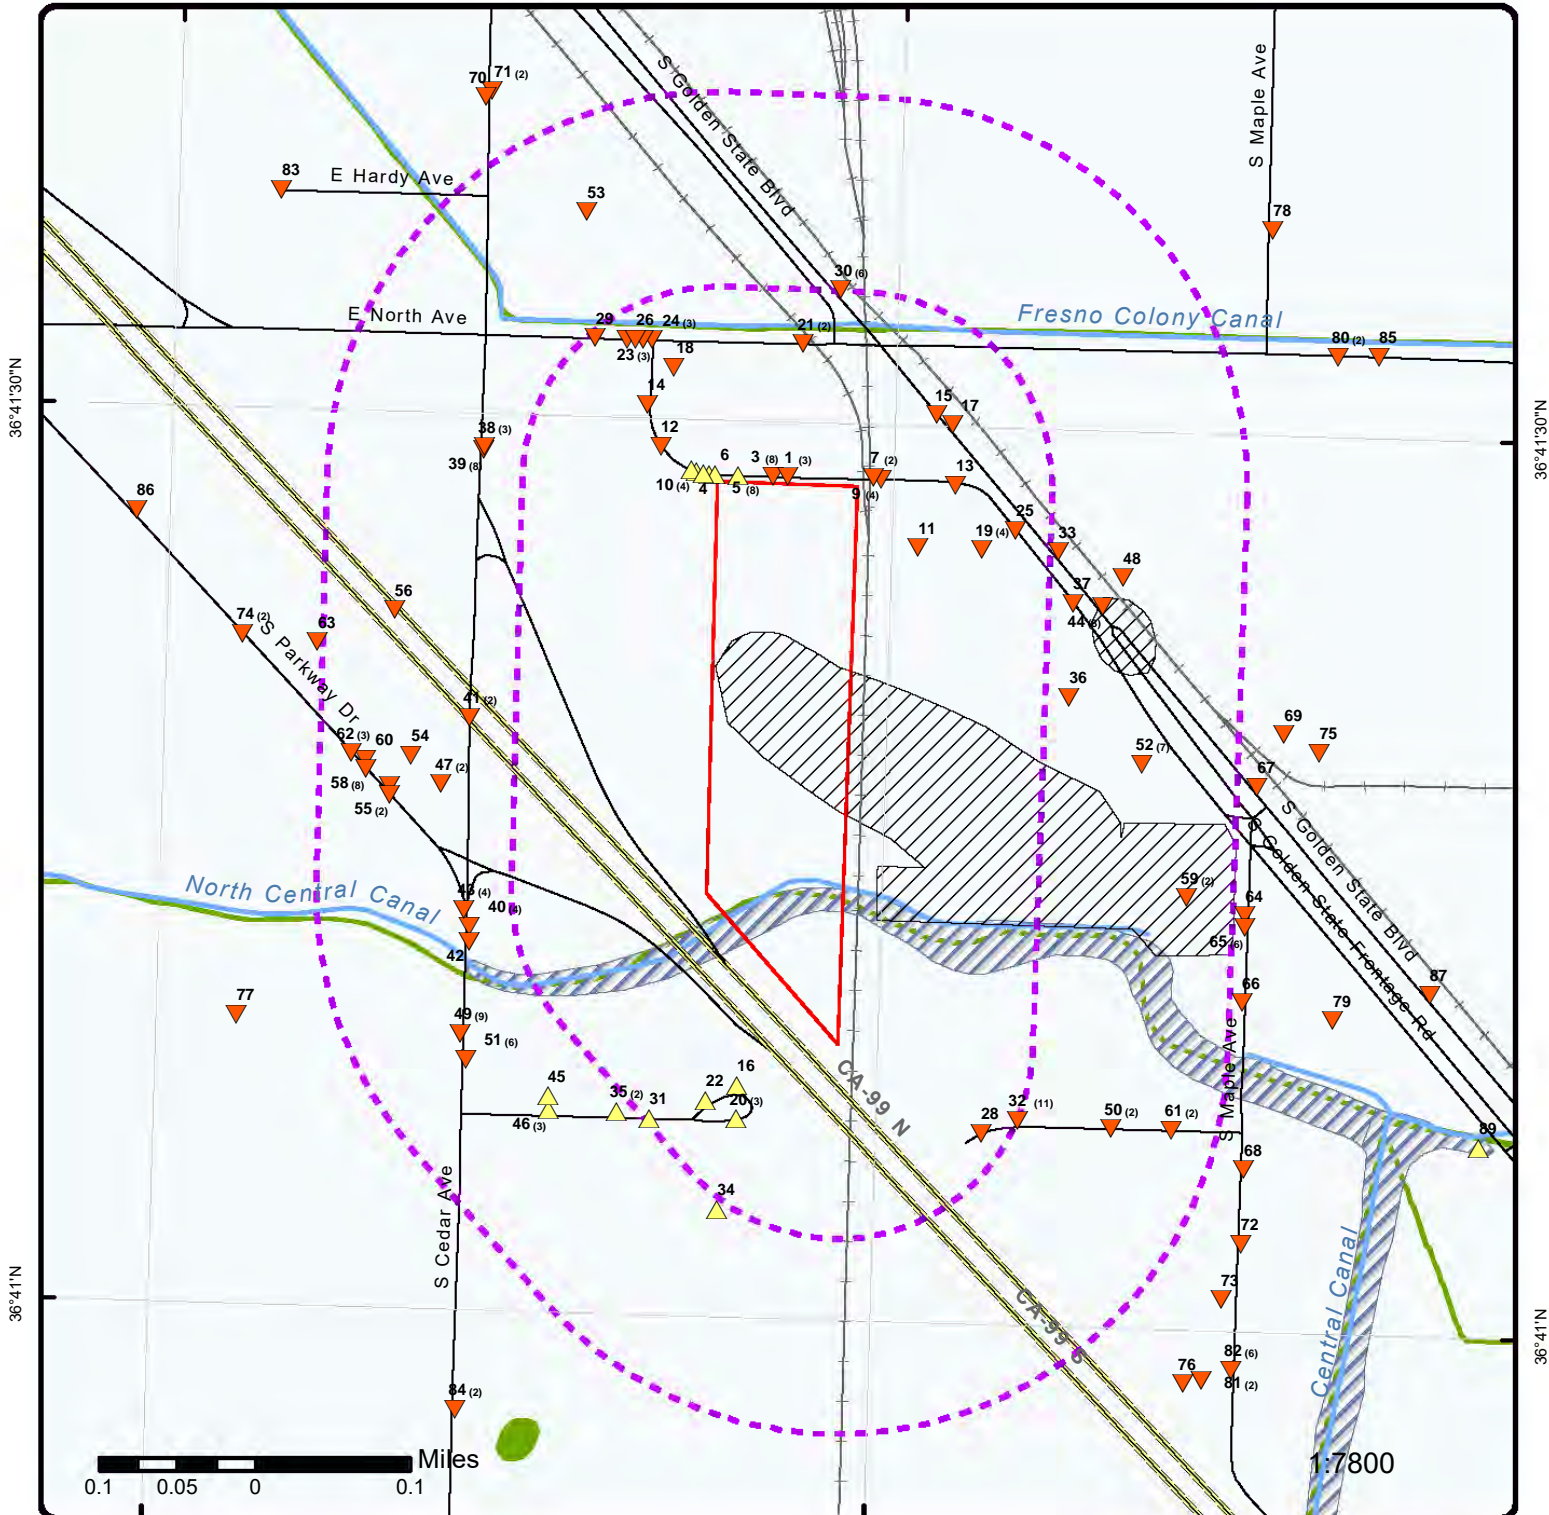 70 71 (2)
S Golden State Blvd
S Maple Ave
83
E Hardy Ave
53
78
30 (6)
Fresno Colony Canal
E North Ave
29 26 24 (3)
21 (2)
80 (2) 85
23 (3)
18
36°41'30"N
14
15 17
36°41'30"N
38 (3)
12
39 (8)
6 3 (8) 1 (3) 7 (2)
13
10 (4) 4 5 (8)
9 (4)
86
25
11 19 (4)
33
48
56
37
74 (2)
63
44 (6)
S Parkway Dr
36
41 (2)
69
62 (3) 60 54
75
52 (7)
58 (8)
47 (2)
67
55 (2)
S Golden State Blvd
S Golden State Frontage Rd
North Central Canal
43 (4)
59 (2)
40 (4)
64
42
65 (6)
87
77
66
79
49 (9)
51 (6)
S Maple Ave
CA-99 N
45
16
35 (2) 31
22
20 (3)
46 (3)
28 32 (11) 50 (2) 61 (2)
89
68
S Cedar Ave
34
72
Central Canal
36°41'N
73
CA-99 S
36°41'N
82 (6)
76
81 (2)
84 (2)
Miles
1:7800
0.1 0.05 0 0.1